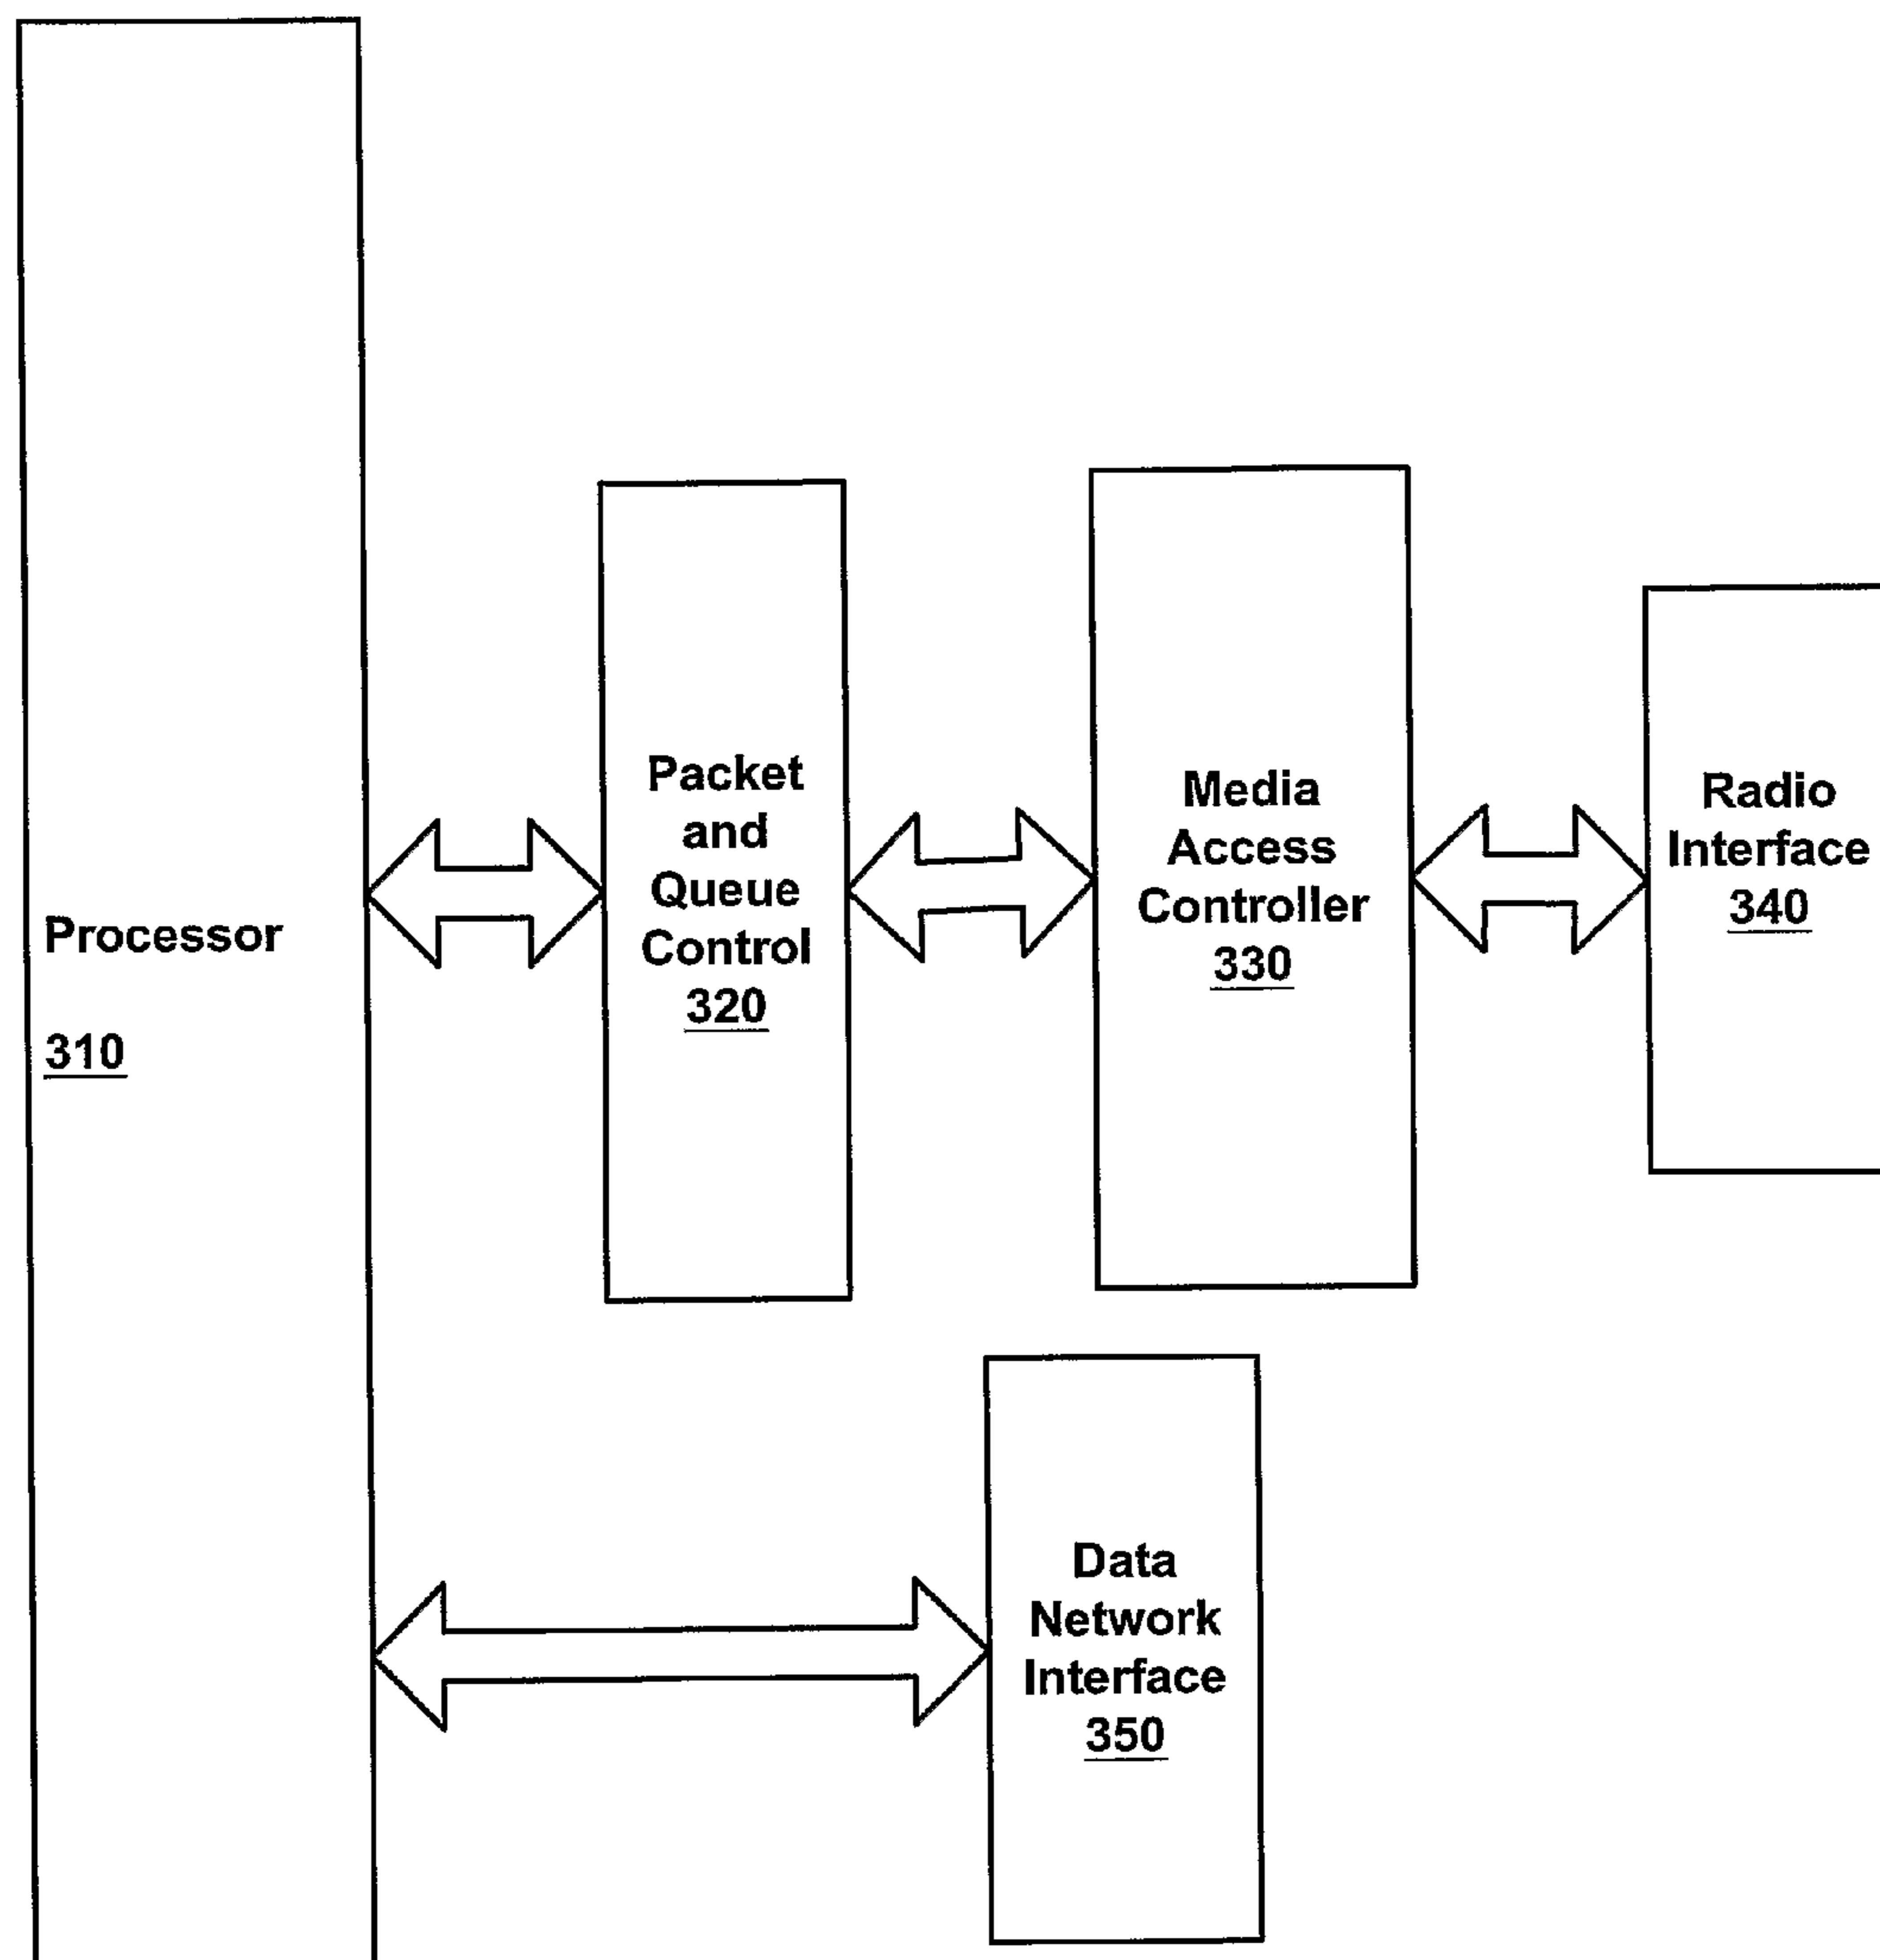 Processor
310
Packet
and
Queue
Control
320
Media
Access
Controller
330
Radio
Interface
340
Data
Network
Interface
350